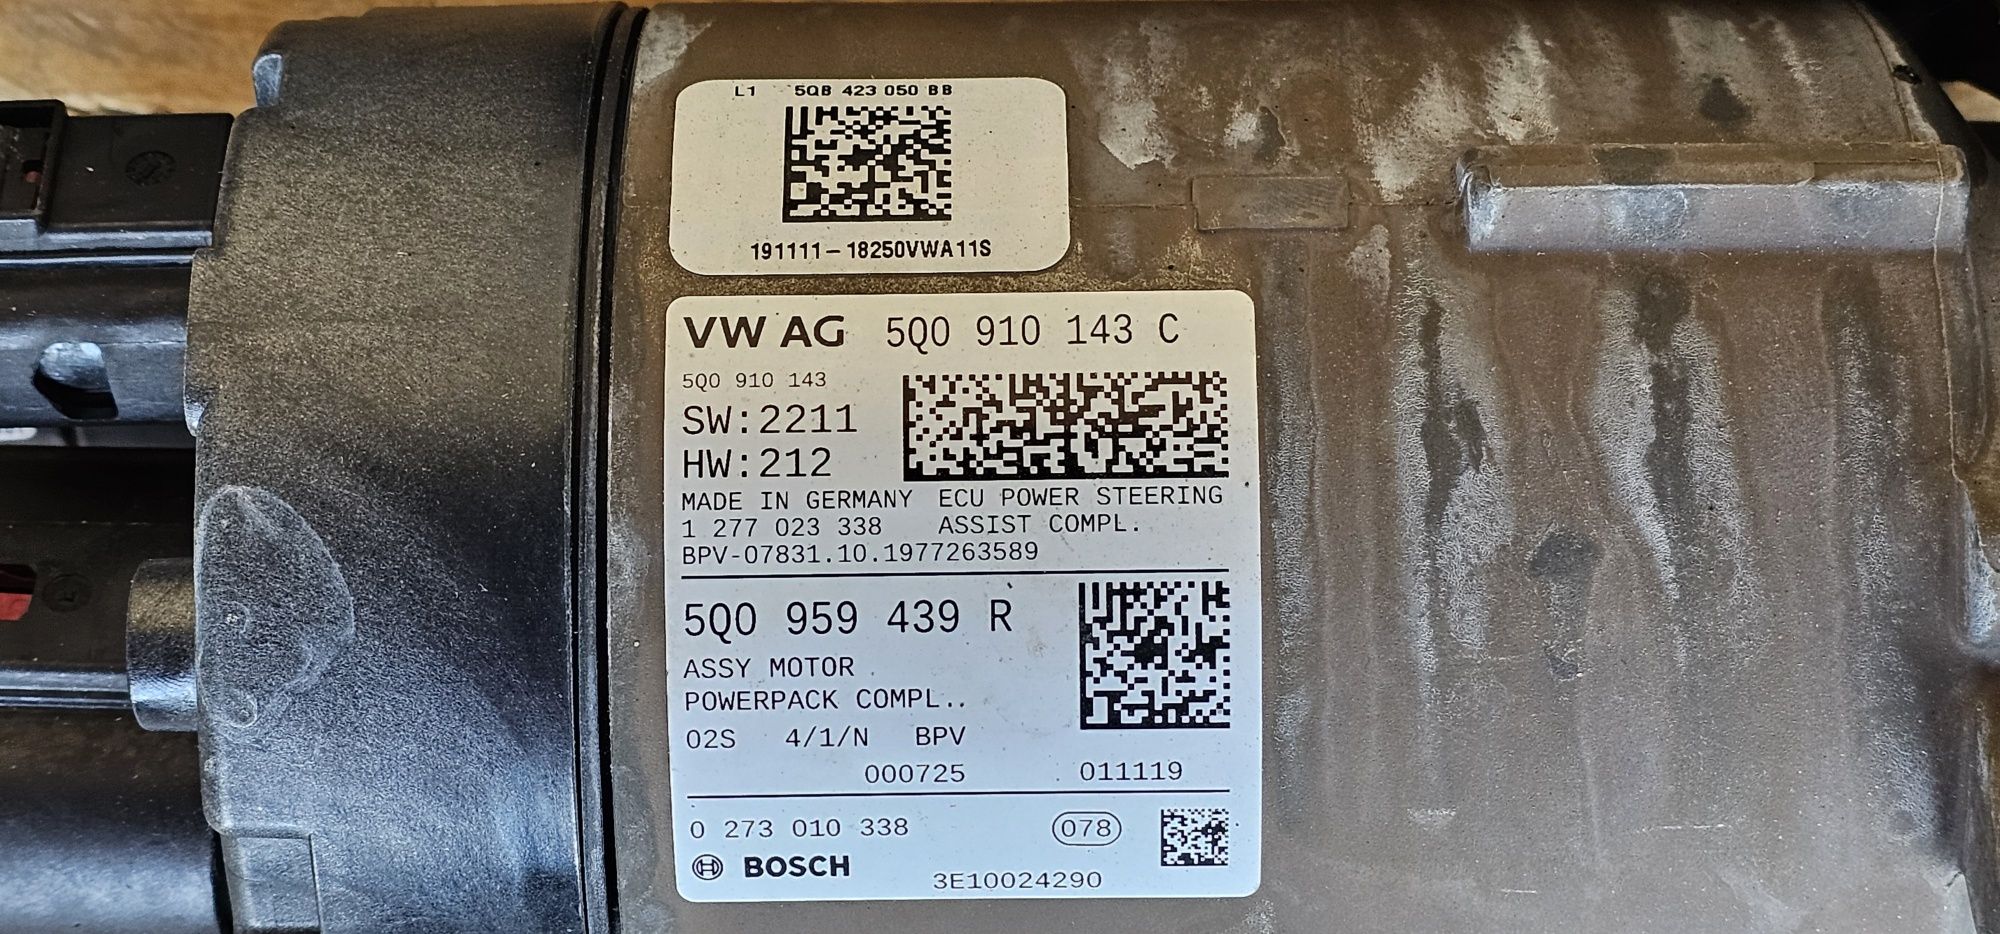 L1 5QB 423 050 BB
191111-18250VWA11S
VW AG 5Q0 910 143 C
5Q0 910 143
SW:2211
HW:212
MADE IN GERMANY ECU POWER STEERING
1 277 023 338 ASSIST COMPL.
BPV-07831.10.1977263589
5Q0 959 439 R
ASSY MOTOR
POWERPACK COMPL..
02S 4/1/N BPV
000725 011119
0 273 010 338 078
BOSCH
3E10024290